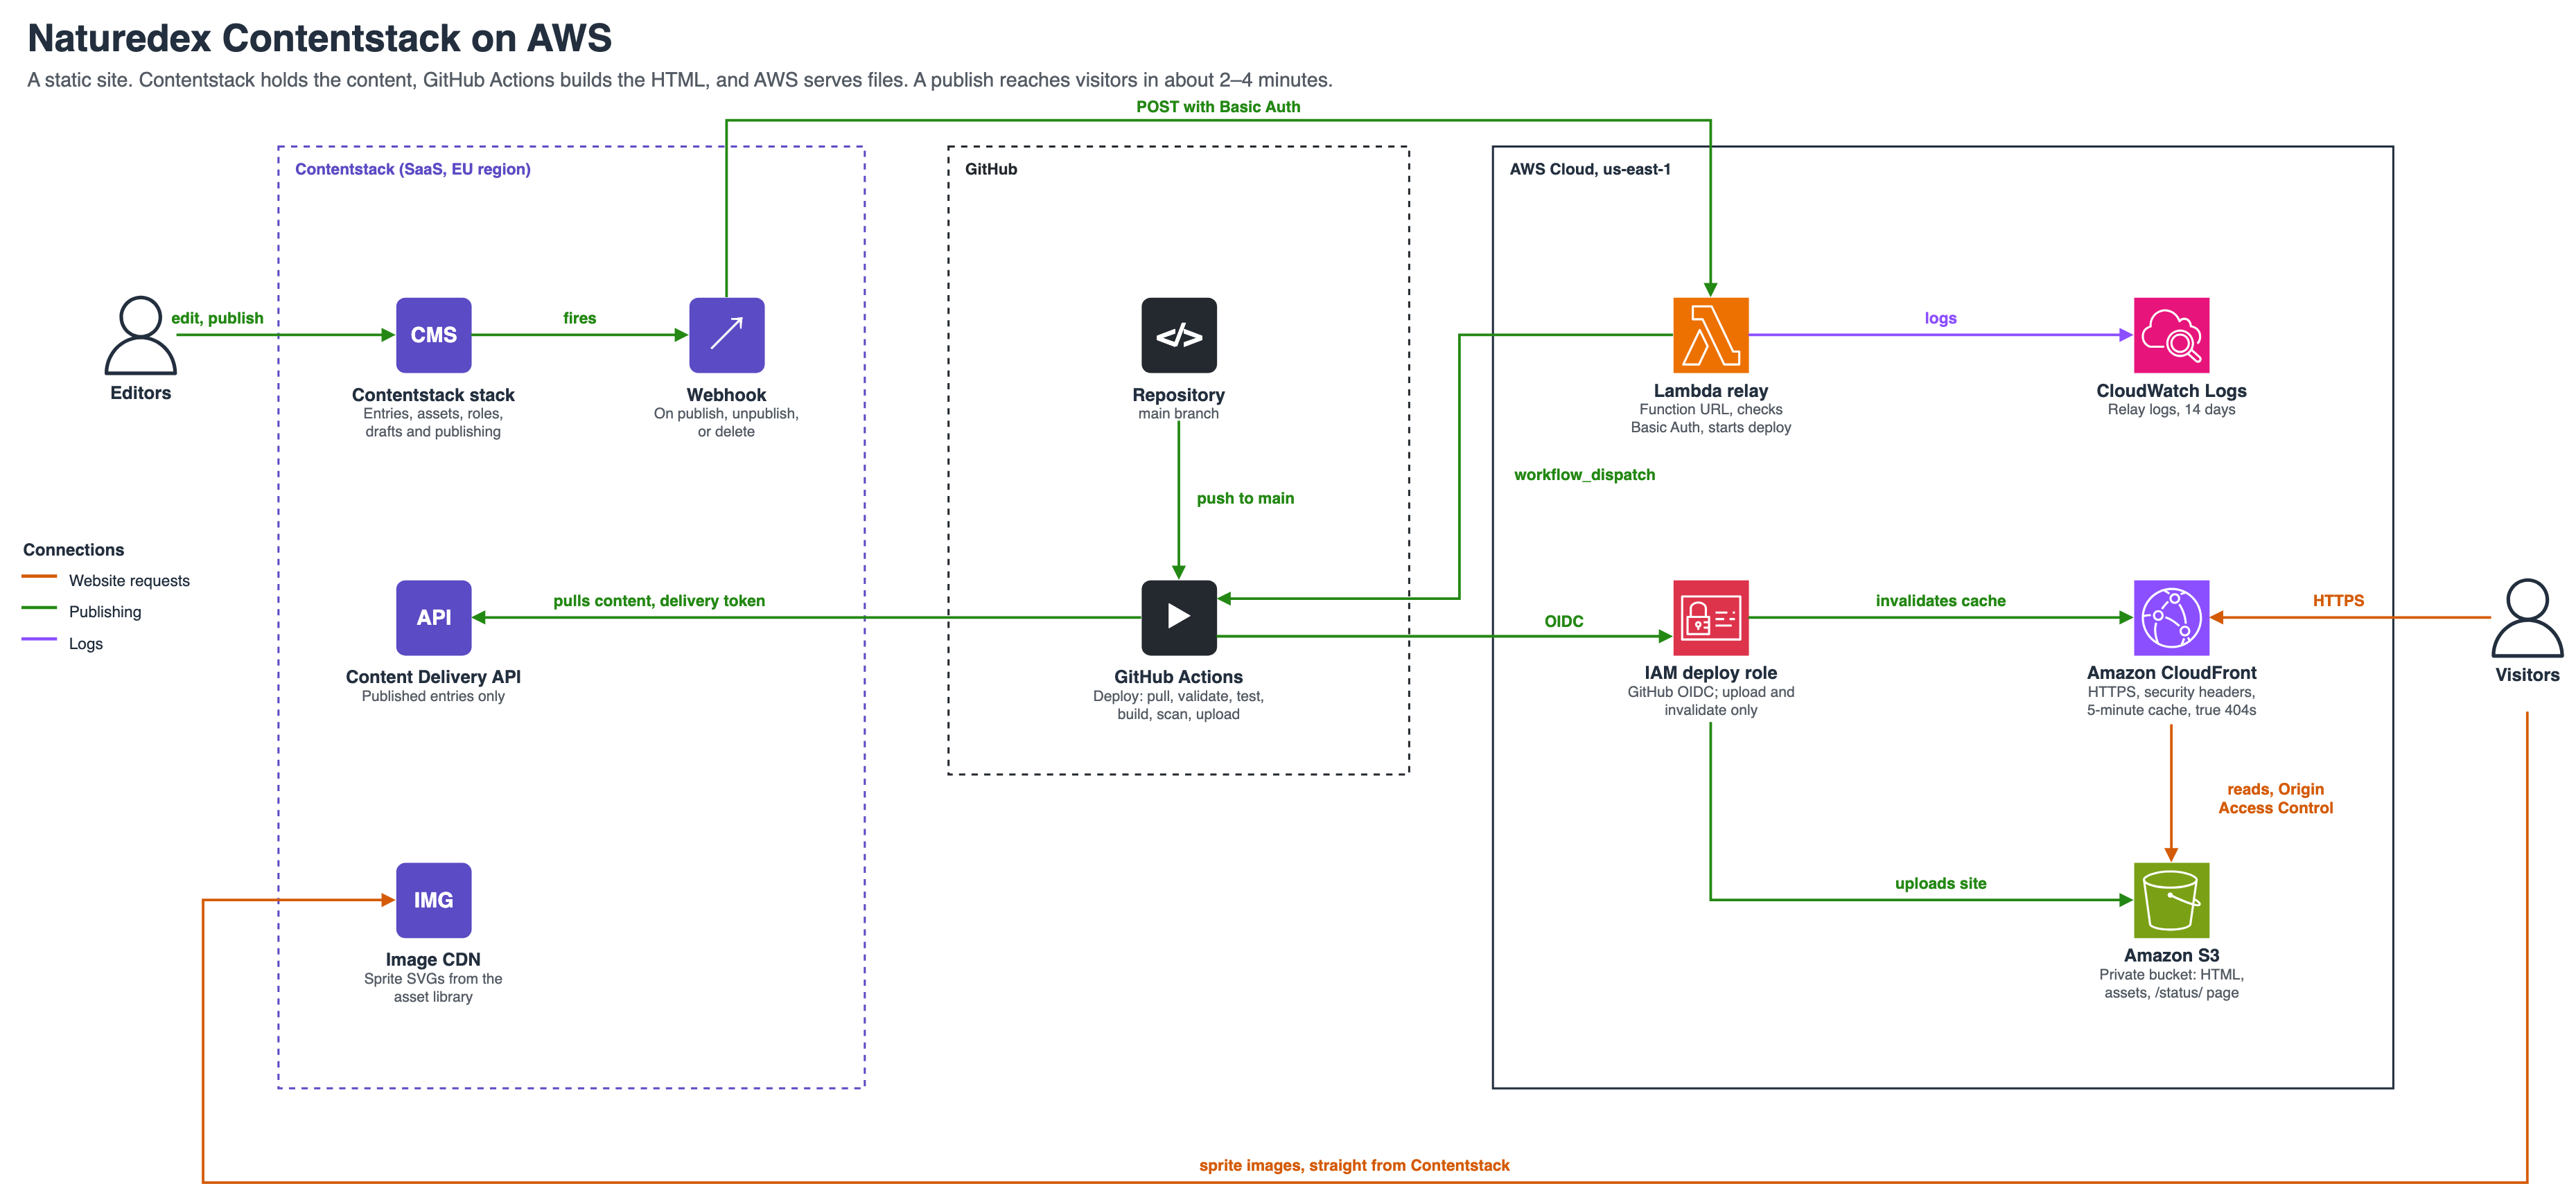 Naturedex Contentstack on AWS
A static site. Contentstack holds the content, GitHub Actions builds the HTML, and AWS serves files. A publish reaches visitors in about 2–4 minutes.
POST with Basic Auth
Contentstack (SaaS, EU region)
GitHub
AWS Cloud, us-east-1
edit, publish
Editors
CMS
Contentstack stack
Entries, assets, roles,
drafts and publishing
fires
Webhook
On publish, unpublish,
or delete
</>
Repository
main branch
push to main
Lambda relay
Function URL, checks
Basic Auth, starts deploy
logs
CloudWatch Logs
Relay logs, 14 days
workflow_dispatch
Connections
Website requests
Publishing
Logs
API
Content Delivery API
Published entries only
pulls content, delivery token
GitHub Actions
Deploy: pull, validate, test,
build, scan, upload
OIDC
IAM deploy role
GitHub OIDC; upload and
invalidate only
invalidates cache
Amazon CloudFront
HTTPS, security headers,
5-minute cache, true 404s
HTTPS
Visitors
reads, Origin
Access Control
uploads site
IMG
Image CDN
Sprite SVGs from the
asset library
Amazon S3
Private bucket: HTML,
assets, /status/ page
sprite images, straight from Contentstack